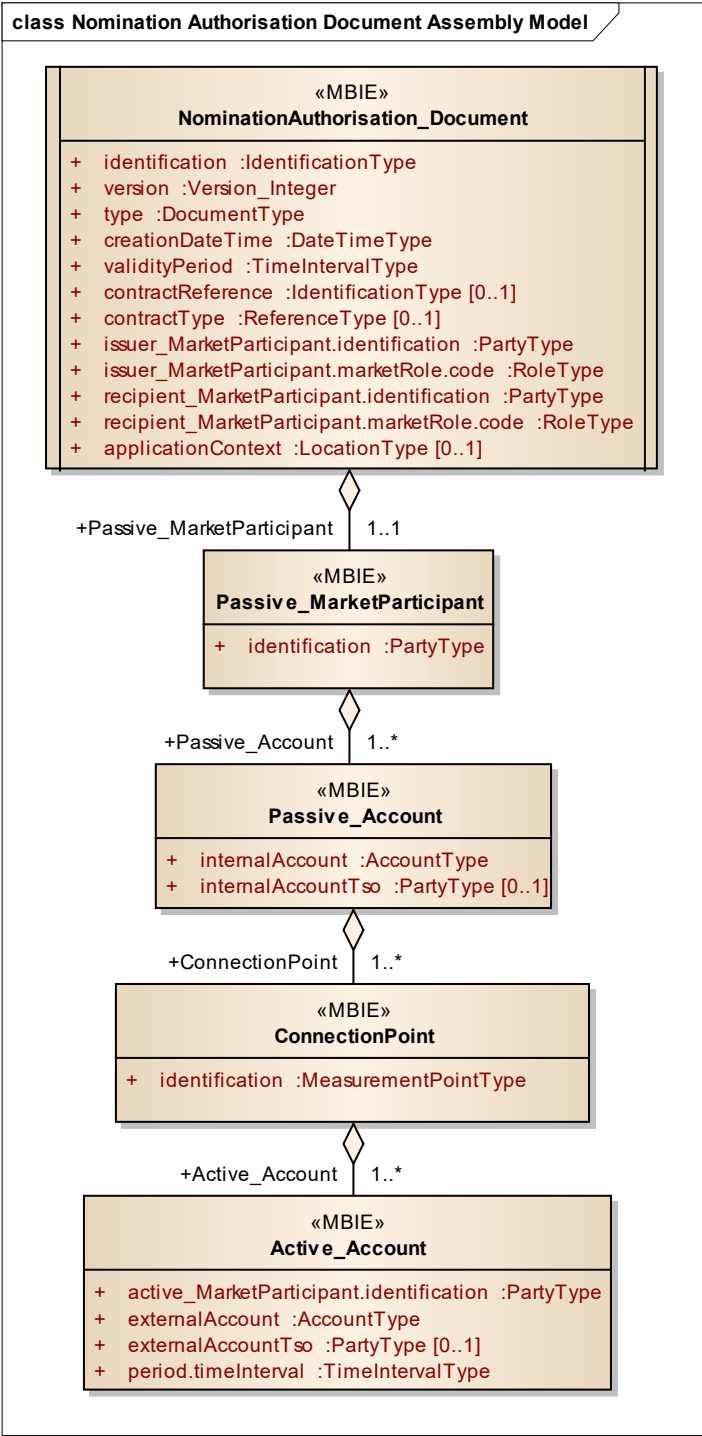 class Nomination Authorisation Document Assembly Model
«MBIE»
NominationAuthorisation_Document
+ identification :IdentificationType
+ version :Version_Integer
+ type :DocumentType
+ creationDateTime :DateTimeType
+ validityPeriod :TimeIntervalType
+ contractReference :IdentificationType [0..1]
+ contractType :ReferenceType [0..1]
+ issuer_MarketParticipant.identification :PartyType
+ issuer_MarketParticipant.marketRole.code :RoleType
+ recipient_MarketParticipant.identification :PartyType
+ recipient_MarketParticipant.marketRole.code :RoleType
+ applicationContext :LocationType [0..1]
+Passive_MarketParticipant 1..1
«MBIE»
Passive_MarketParticipant
+ identification :PartyType
+Passive_Account 1..*
«MBIE»
Passive_Account
+ internalAccount :AccountType
+ internalAccountTso :PartyType [0..1]
+ConnectionPoint 1..*
«MBIE»
ConnectionPoint
+ identification :MeasurementPointType
+Active_Account 1..*
«MBIE»
Active_Account
+ active_MarketParticipant.identification :PartyType
+ externalAccount :AccountType
+ externalAccountTso :PartyType [0..1]
+ period.timeInterval :TimeIntervalType